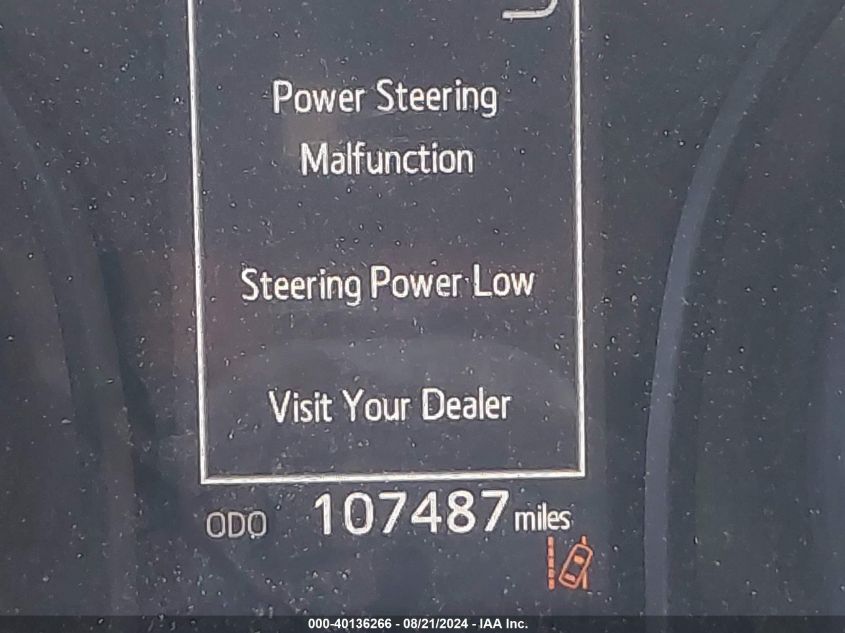 Power Steering
Malfunction
Steering Power Low
Visit Your Dealer
ODO 107487 miles
000-40136266 - 08/21/2024 - IAA Inc.